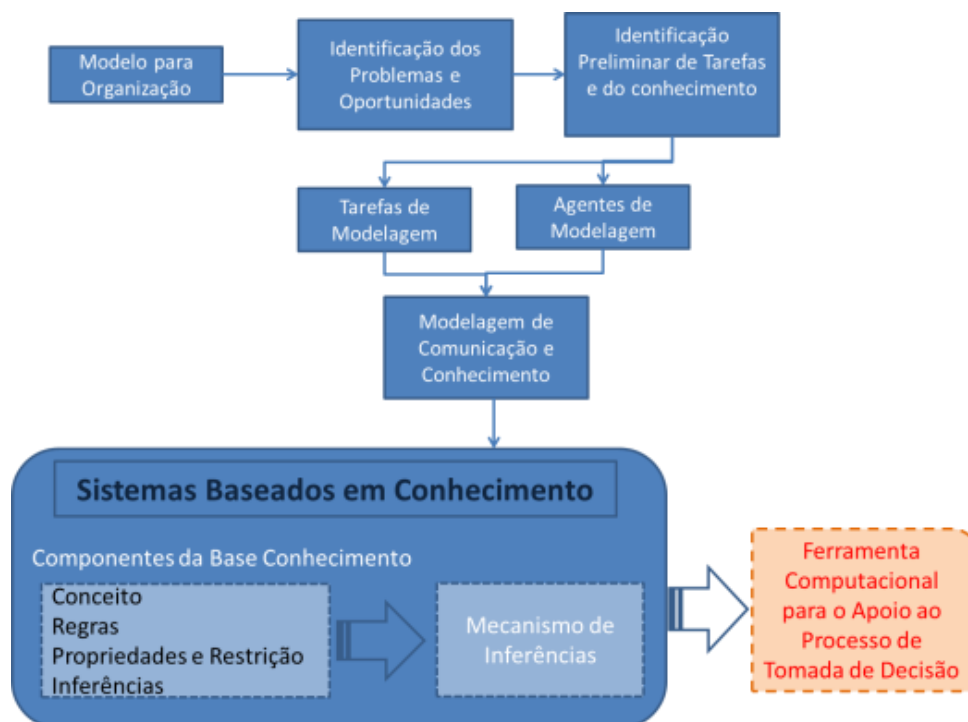 Modelo para
Organização
Identificação dos
Problemas e
Oportunidades
Identificação
Preliminar de Tarefas
e do conhecimento
Tarefas de
Modelagem
Agentes de
Modelagem
Modelagem de
Comunicação e
Conhecimento
Sistemas Baseados em Conhecimento
Componentes da Base Conhecimento
Conceito
Regras
Propriedades e Restrição
Inferências
Mecanismo de
Inferências
Ferramenta
Computacional
para o Apoio ao
Processo de
Tomada de Decisão